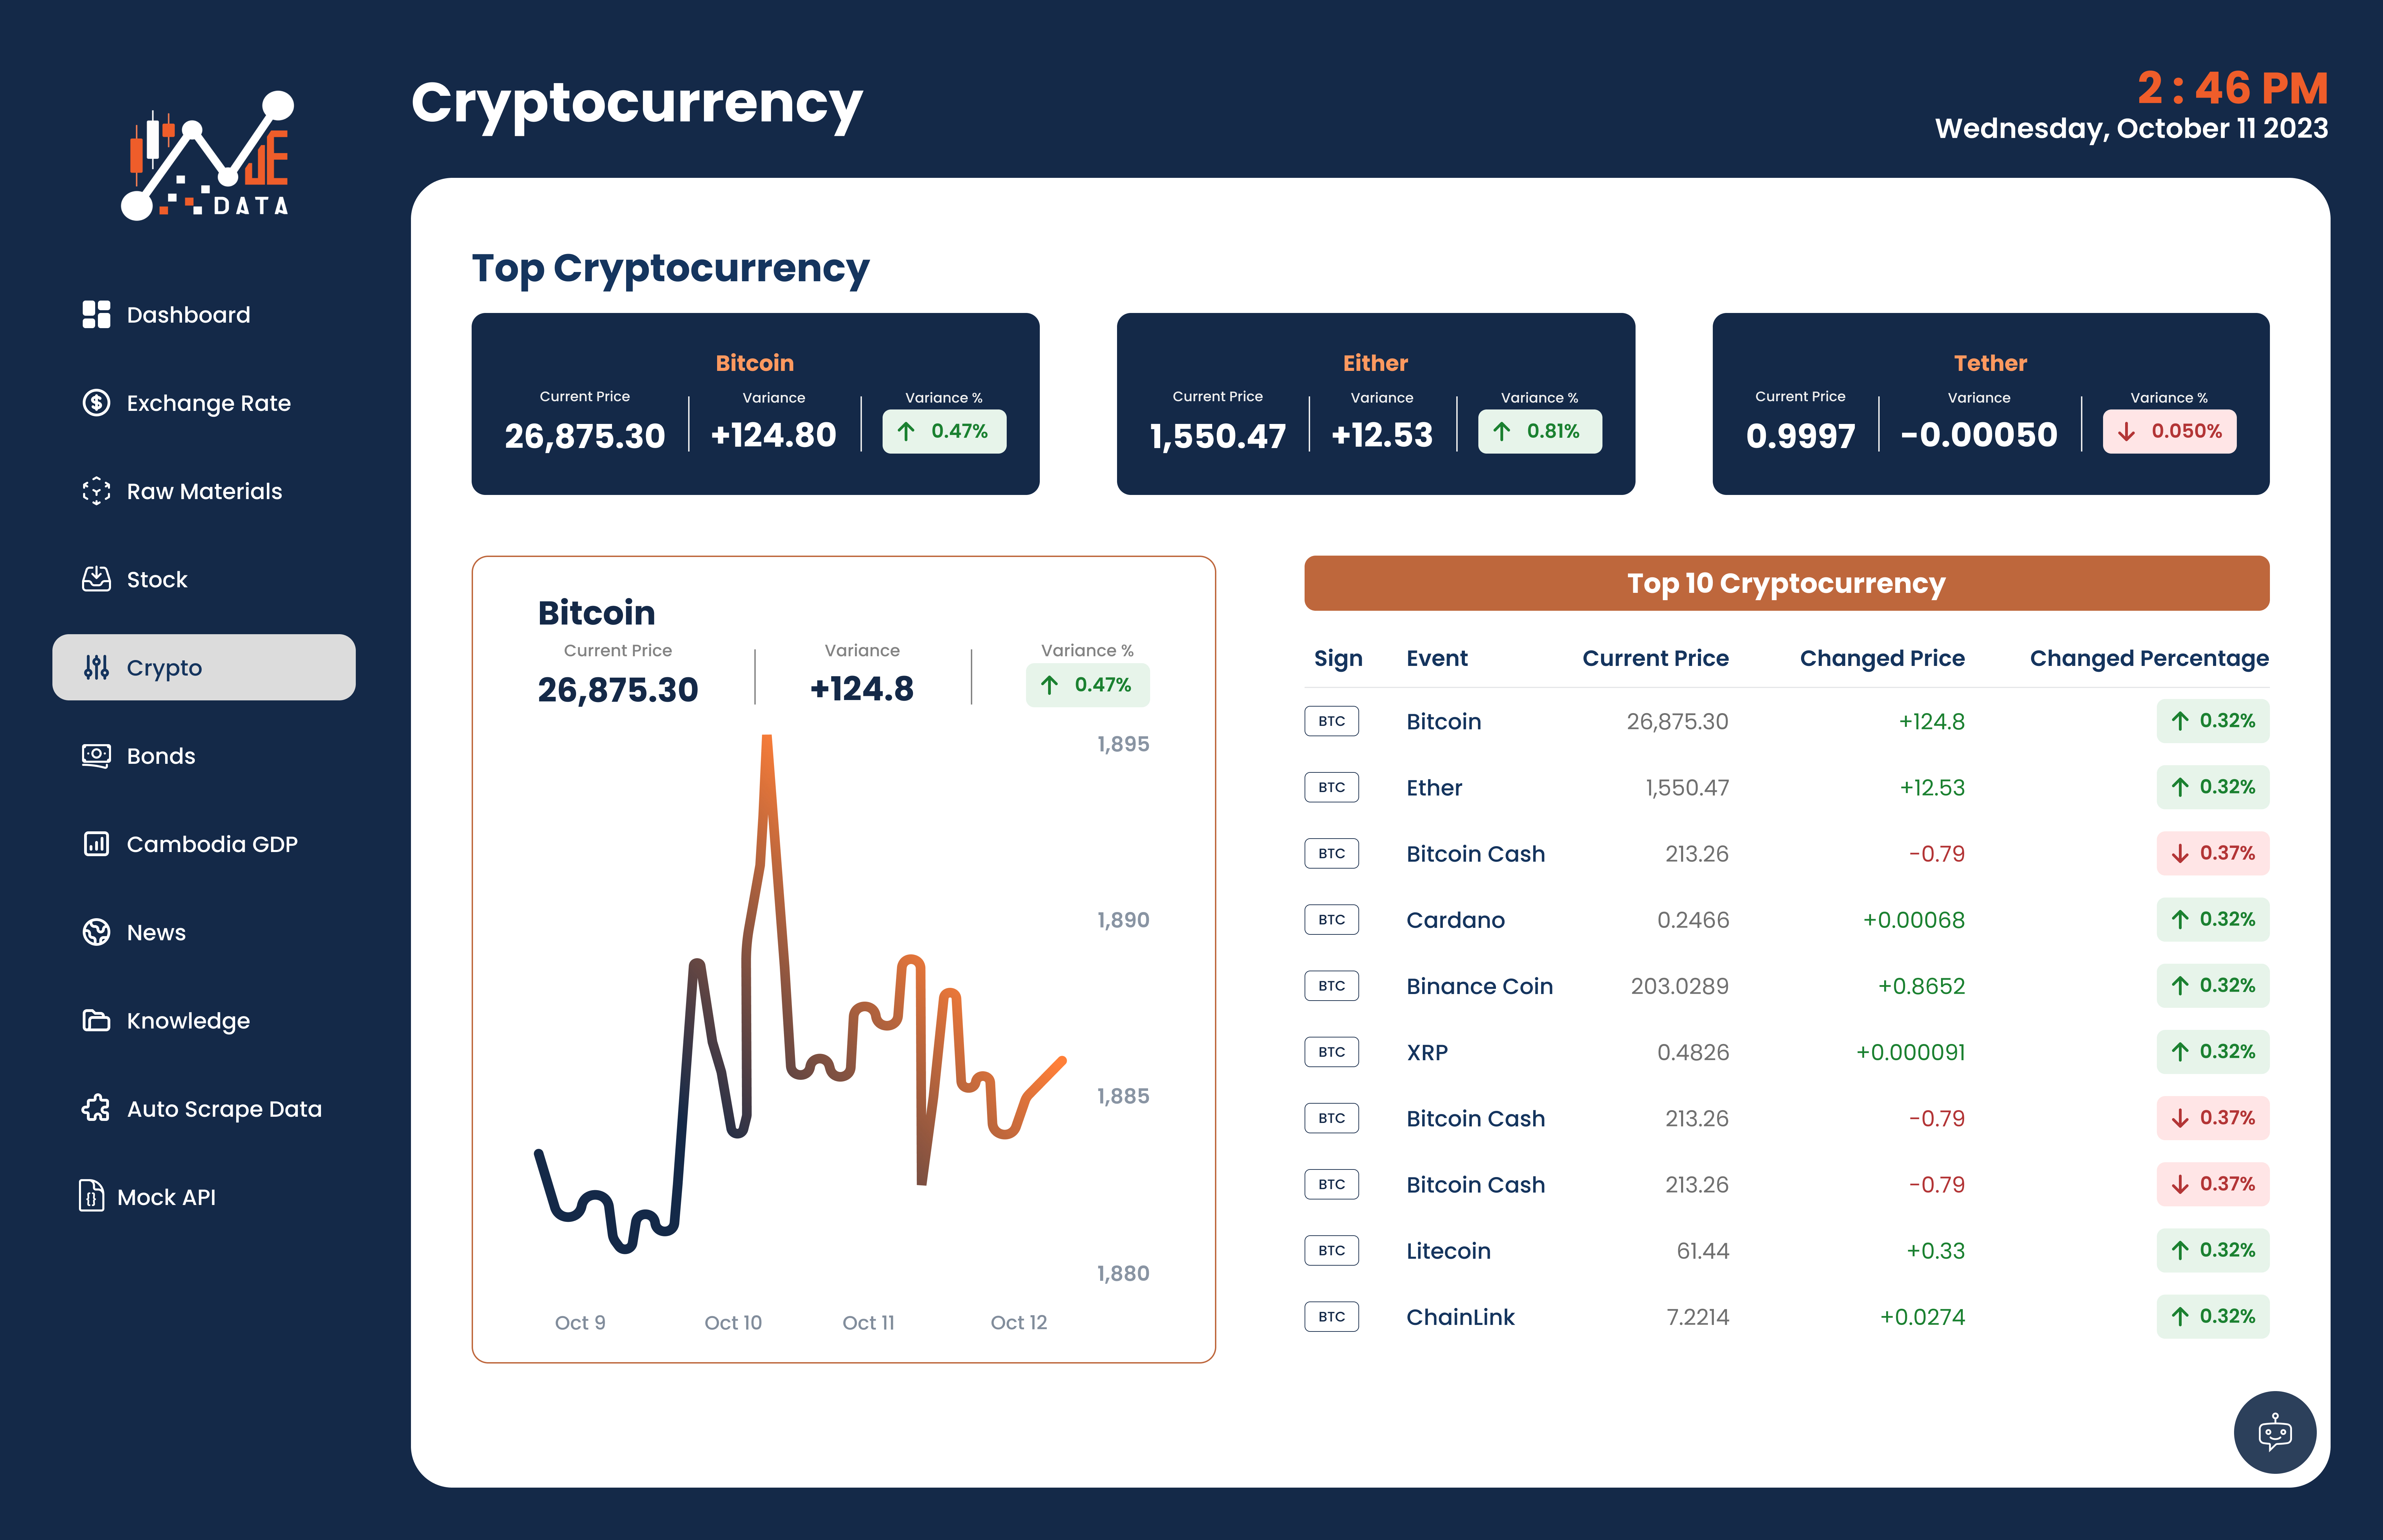 DATA
Dashboard
Exchange Rate
Raw Materials
Stock
Crypto
Bonds
Cambodia GDP
News
Knowledge
Auto Scrape Data
{} Mock API
Cryptocurrency
2 : 46 PM
Wednesday, October 11 2023
Top Cryptocurrency
Bitcoin
Current Price Variance Variance %
26,875.30 +124.80 0.47%
Either
Current Price Variance Variance %
1,550.47 +12.53 0.81%
Tether
Current Price Variance Variance %
0.9997 -0.00050 0.050%
Bitcoin
Current Price Variance Variance %
26,875.30 +124.8 0.47%
1,895
1,890
1,885
1,880
Oct 9 Oct 10 Oct 11 Oct 12
Top 10 Cryptocurrency
Sign Event Current Price Changed Price Changed Percentage
BTC Bitcoin 26,875.30 +124.8 0.32%
BTC Ether 1,550.47 +12.53 0.32%
BTC Bitcoin Cash 213.26 -0.79 0.37%
BTC Cardano 0.2466 +0.00068 0.32%
BTC Binance Coin 203.0289 +0.8652 0.32%
BTC XRP 0.4826 +0.000091 0.32%
BTC Bitcoin Cash 213.26 -0.79 0.37%
BTC Bitcoin Cash 213.26 -0.79 0.37%
BTC Litecoin 61.44 +0.33 0.32%
BTC ChainLink 7.2214 +0.0274 0.32%